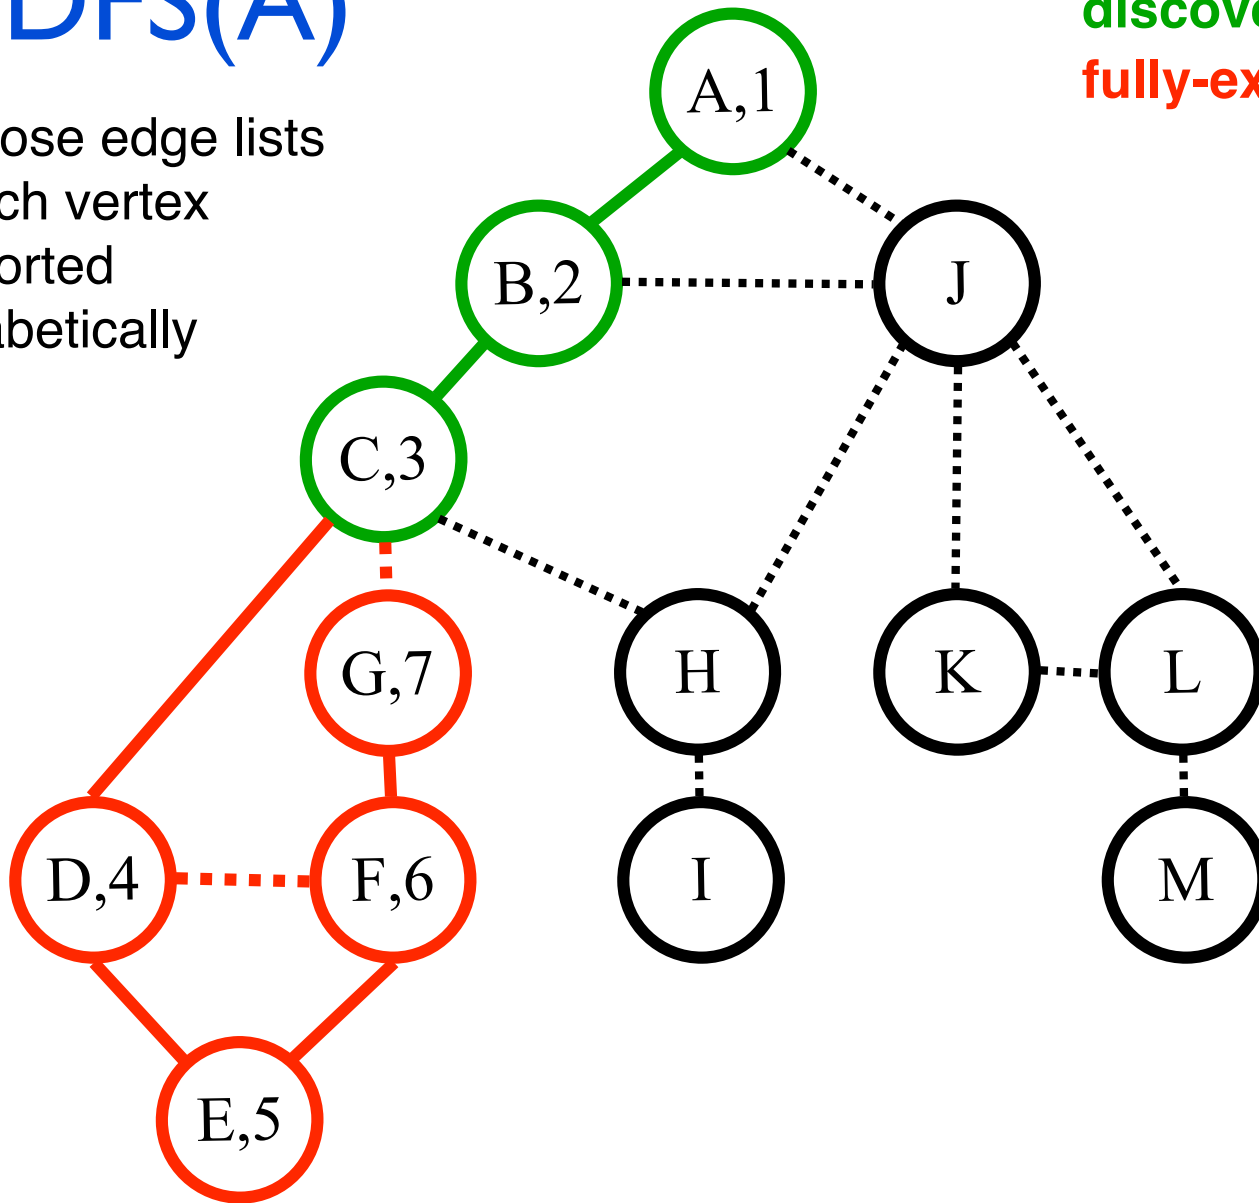 DFS(A)
discove
fully-ex
ose edge lists
ch vertex
orted
abetically
A,1
B,2
J
C,3
G,7
H
K
L
D,4
F,6
I
M
E,5